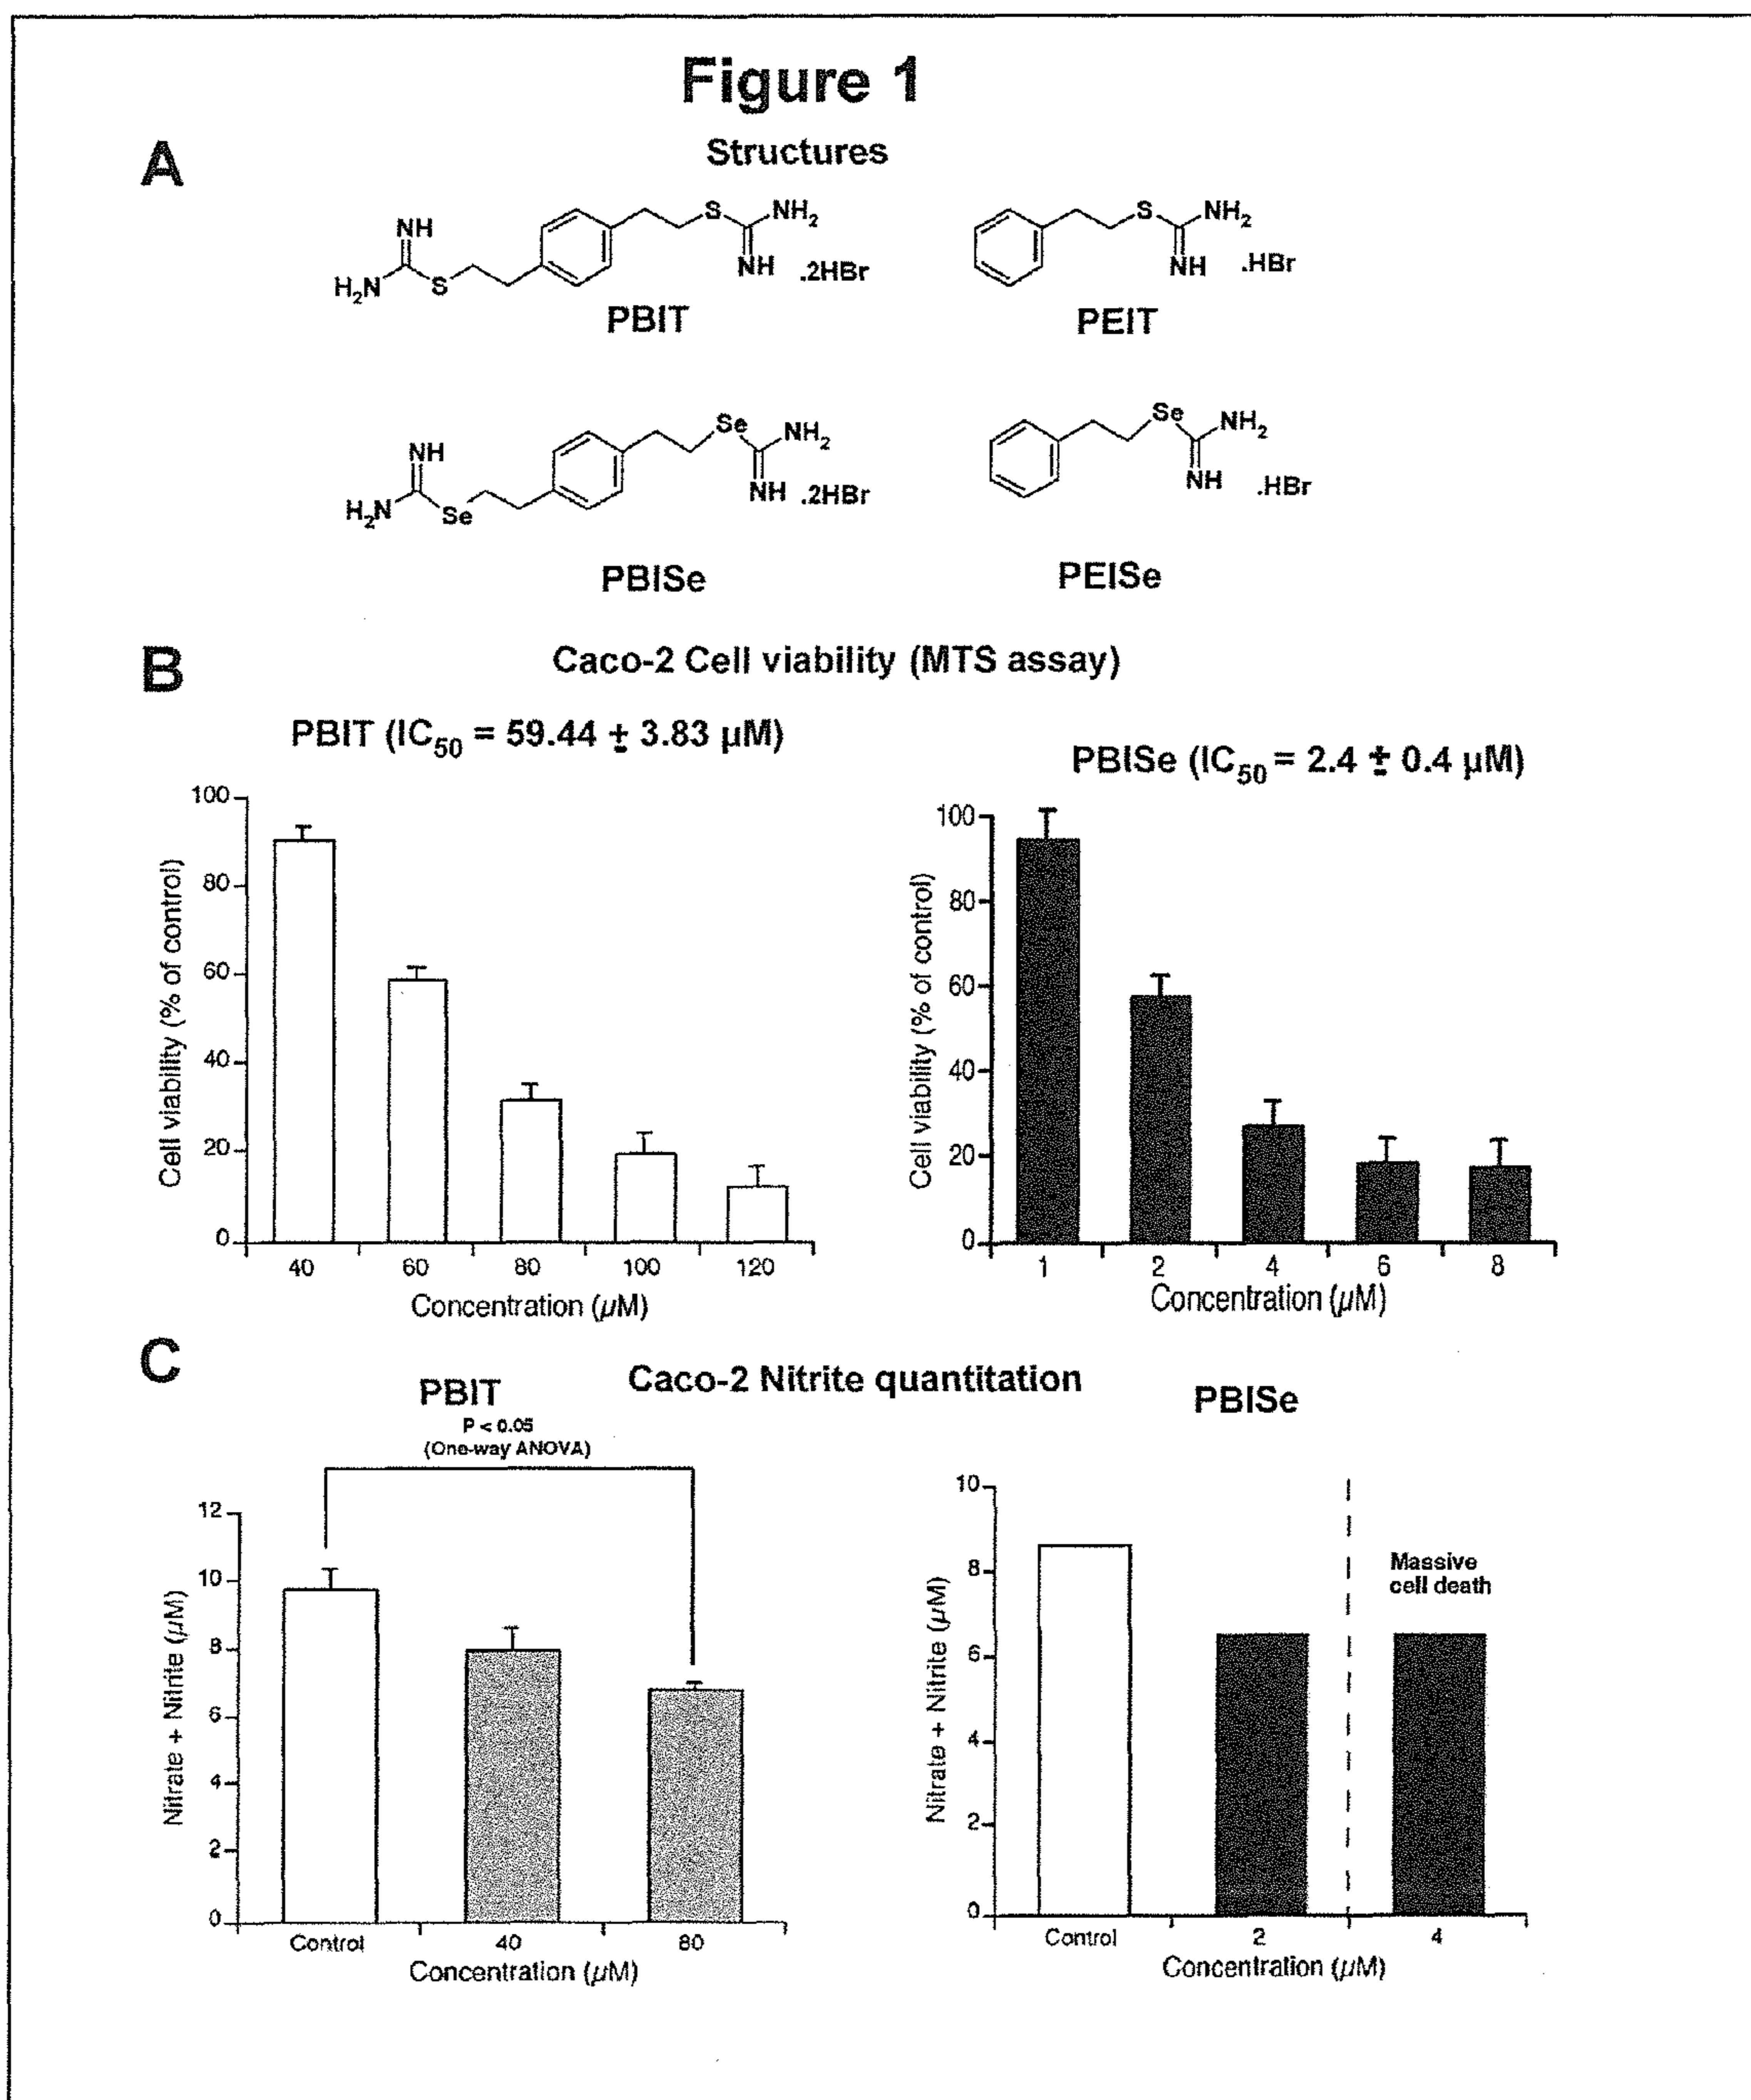 Figure 1
A
Structures
NH
H₂N
S
S
NH₂
NH
.2HBr
PBIT
S
NH₂
NH
.HBr
PEIT
NH
H₂N
Se
Se
NH₂
NH
.2HBr
PBISe
Se
NH₂
NH
.HBr
PEISe
B
Caco-2 Cell viability (MTS assay)
PBIT (IC₅₀ = 59.44 ± 3.83 µM)
Cell viability (% of control)
100
80
60
40
20
0
40 60 80 100 120
Concentration (µM)
PBISe (IC₅₀ = 2.4 ± 0.4 µM)
Cell viability (% of control)
100
80
60
40
20
0
1 2 4 6 8
Concentration (µM)
C
Caco-2 Nitrite quantitation
PBIT
P < 0.05
(One-way ANOVA)
Nitrate + Nitrite (µM)
12
10
8
6
4
2
0
Control 40 80
Concentration (µM)
PBISe
Nitrate + Nitrite (µM)
10
8
6
4
2
0
Massive
cell death
Control 2 4
Concentration (µM)